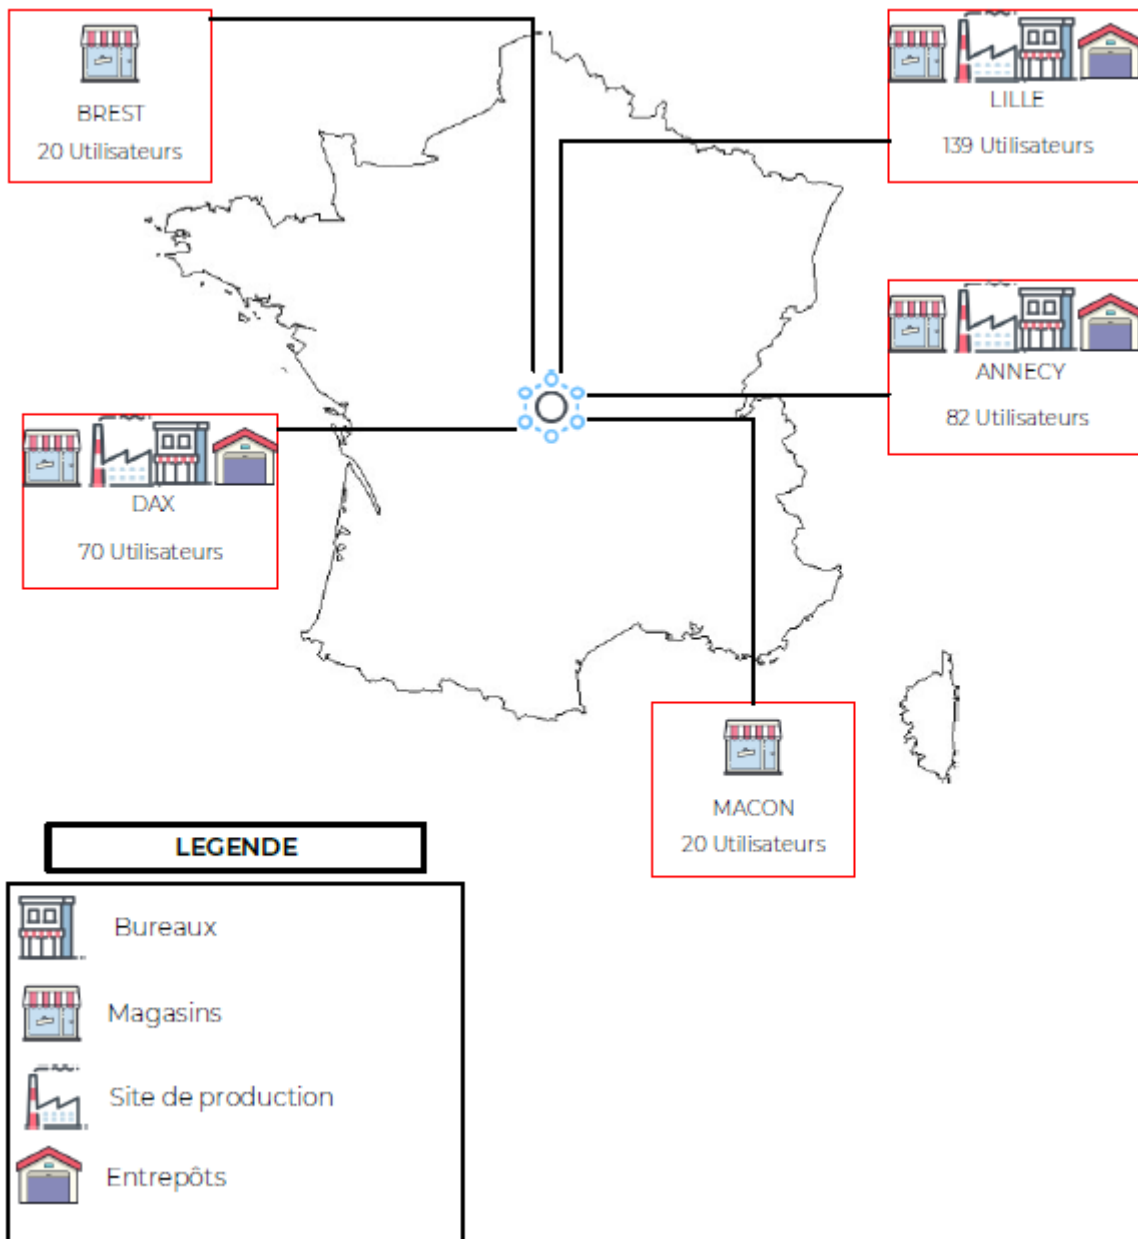 BREST
20 Utilisateurs
LILLE
139 Utilisateurs
ANNECY
82 Utilisateurs
DAX
70 Utilisateurs
MACON
20 Utilisateurs
LEGENDE
Bureaux
Magasins
Site de production
Entrepôts